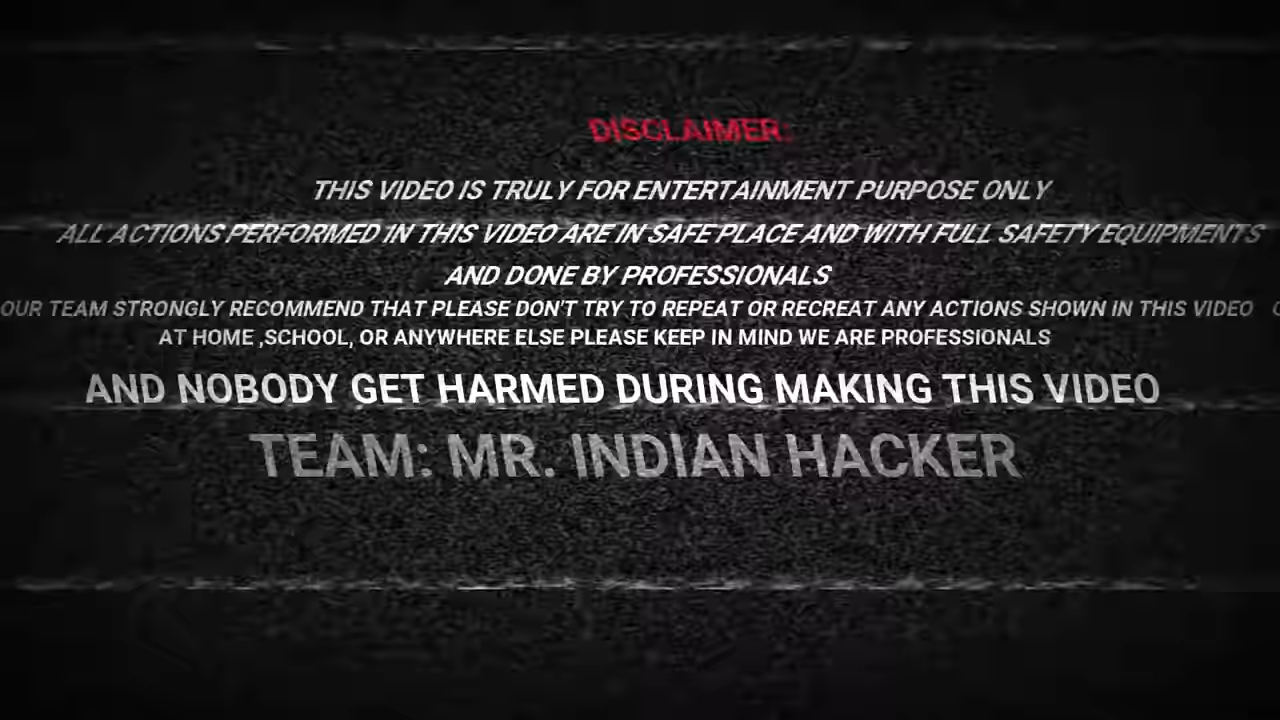 DISCLAIMER:
THIS VIDEO IS TRULY FOR ENTERTAINMENT PURPOSE ONLY
ALL ACTIONS PERFORMED IN THIS VIDEO ARE IN SAFE PLACE AND WITH FULL SAFETY EQUIPMENTS
AND DONE BY PROFESSIONALS
OUR TEAM STRONGLY RECOMMEND THAT PLEASE DON'T TRY TO REPEAT OR RECREAT ANY ACTIONS SHOWN IN THIS VIDEO
AT HOME ,SCHOOL, OR ANYWHERE ELSE PLEASE KEEP IN MIND WE ARE PROFESSIONALS
AND NOBODY GET HARMED DURING MAKING THIS VIDEO
TEAM: MR. INDIAN HACKER